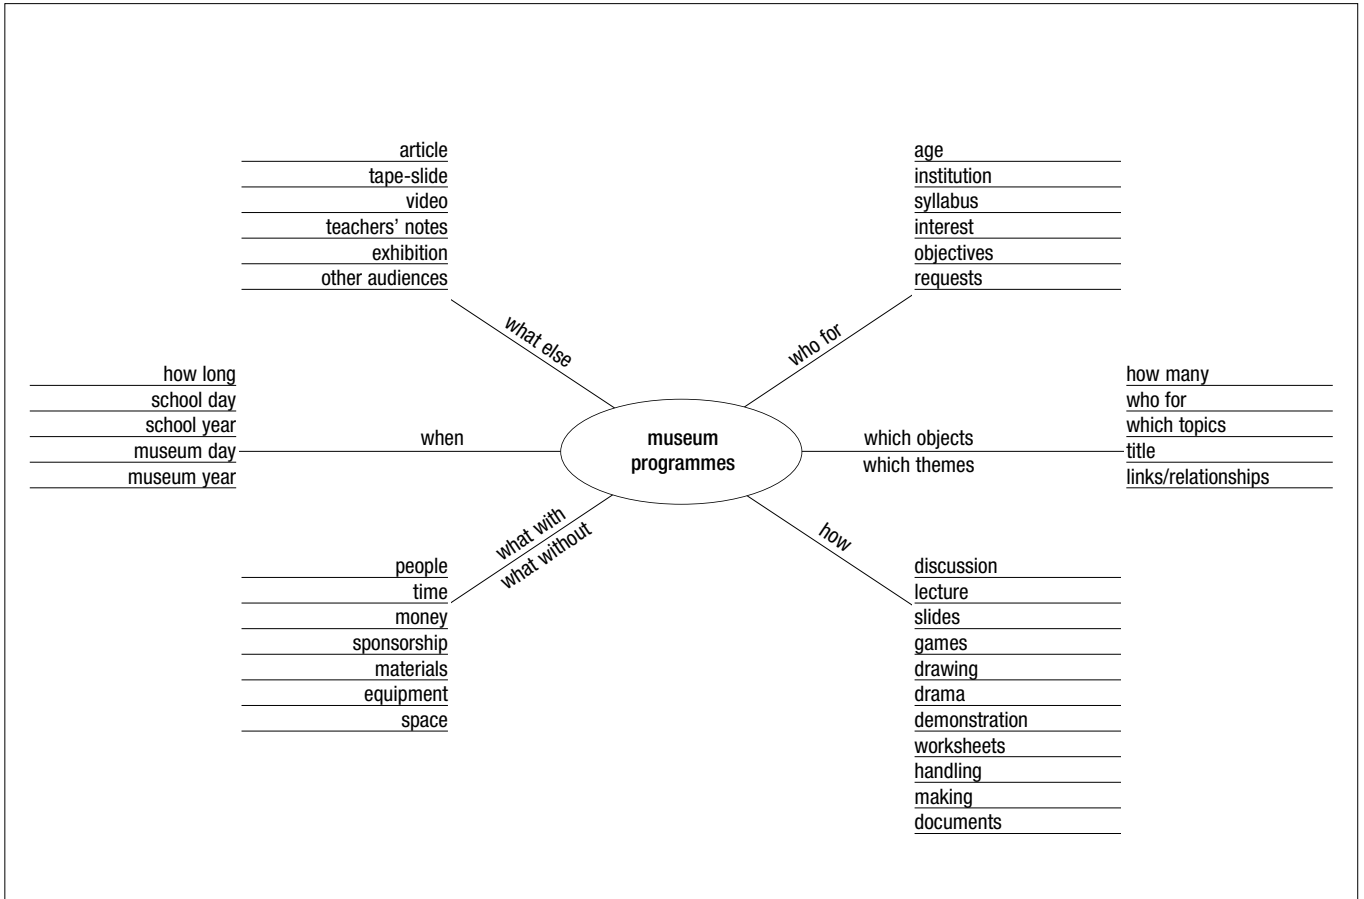 article
tape-slide
video
teachers’ notes
exhibition
other audiences
what else
age
institution
syllabus
interest
objectives
requests
who for
how long
school day
school year
museum day
museum year
when
museum
programmes
which objects
which themes
how many
who for
which topics
title
links/relationships
what with
what without
people
time
money
sponsorship
materials
equipment
space
how
discussion
lecture
slides
games
drawing
drama
demonstration
worksheets
handling
making
documents